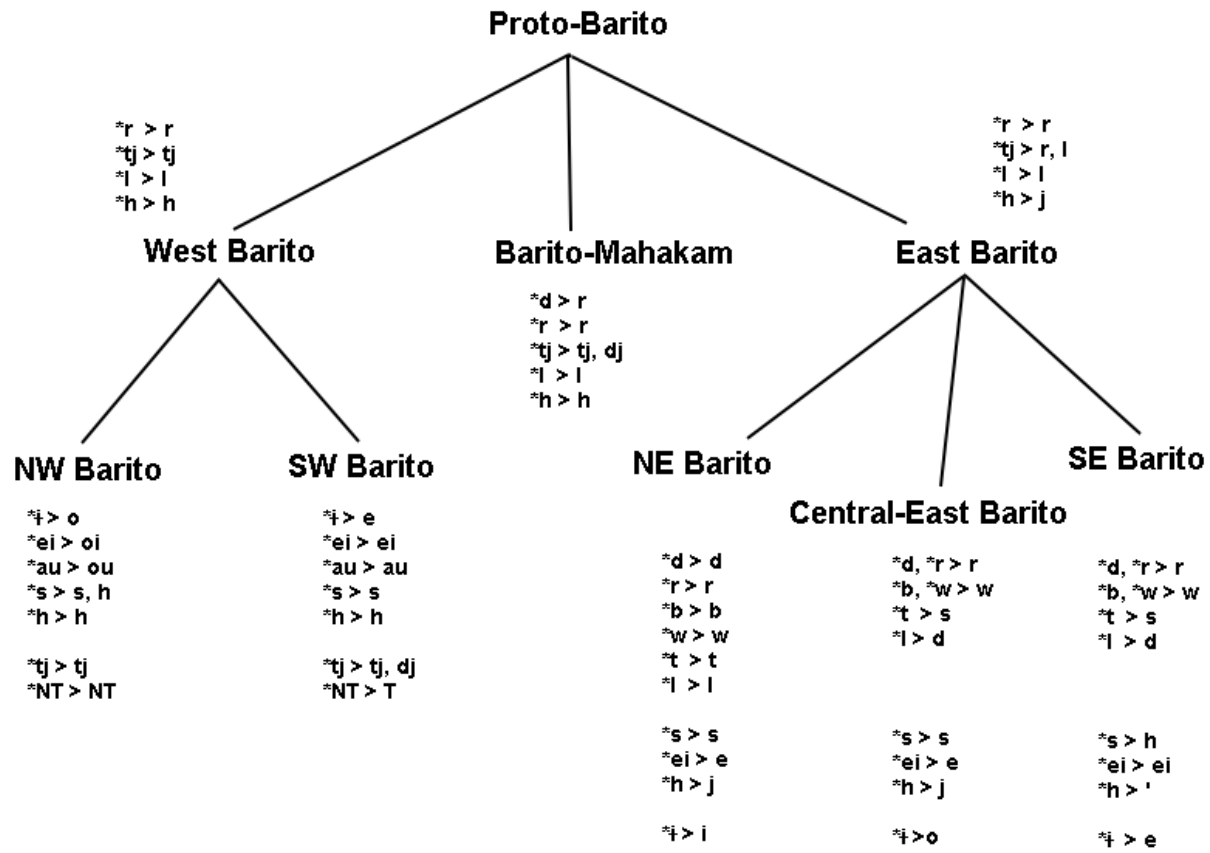 Proto-Barito
*r > r
*tj > tj
*l > l
*h > h
*r > r
*tj > r, l
*l > l
*h > j
West Barito
Barito-Mahakam
East Barito
*d > r
*r > r
*tj > tj, dj
*l > l
*h > h
NW Barito
SW Barito
NE Barito
Central-East Barito
SE Barito
*ɨ > o
*ei > oi
*au > ou
*s > s, h
*h > h
*tj > tj
*NT > NT
*ɨ > e
*ei > ei
*au > au
*s > s
*h > h
*tj > tj, dj
*NT > T
*d > d
*r > r
*b > b
*w > w
*t > t
*l > l
*s > s
*ei > e
*h > j
*ɨ > i
*d, *r > r
*b, *w > w
*t > s
*l > d
*s > s
*ei > e
*h > j
*ɨ>o
*d, *r > r
*b, *w > w
*t > s
*l > d
*s > h
*ei > ei
*h > '
*ɨ > e